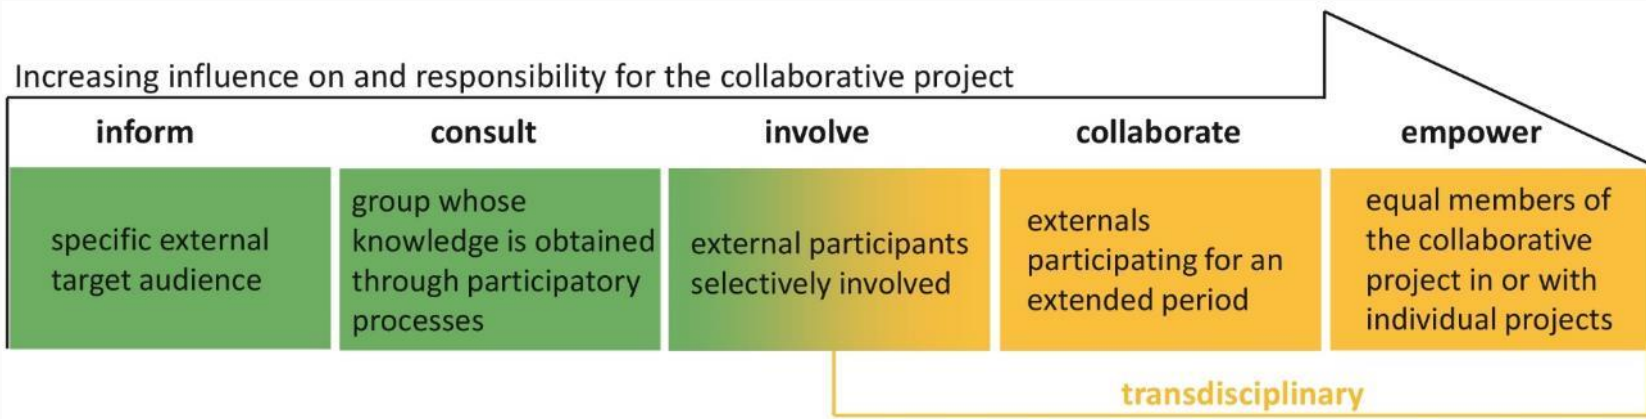 Increasing influence on and responsibility for the collaborative project
inform
consult
involve
collaborate
empower
specific external
target audience
group whose
knowledge is obtained
through participatory
processes
external participants
selectively involved
externals
participating for an
extended period
equal members of
the collaborative
project in or with
individual projects
transdisciplinary